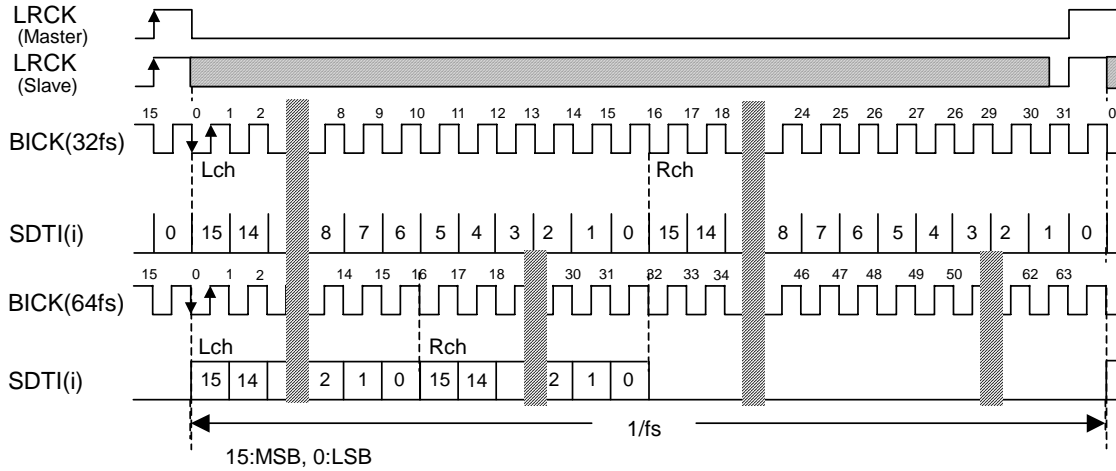 LRCK
(Master)
LRCK
(Slave)
15 0 1 2 8 9 10 11 12 13 14 15 16 17 18 24 25 26 27 26 29 30 31 0
BICK(32fs)
Lch Rch
SDTI(i) 0 15 14 8 7 6 5 4 3 2 1 0 15 14 8 7 6 5 4 3 2 1 0
15 0 1 2 14 15 16 17 18 30 31 32 33 34 46 47 48 49 50 62 63
BICK(64fs)
Lch Rch
SDTI(i) 15 14 2 1 0 15 14 2 1 0
1/fs
15:MSB, 0:LSB